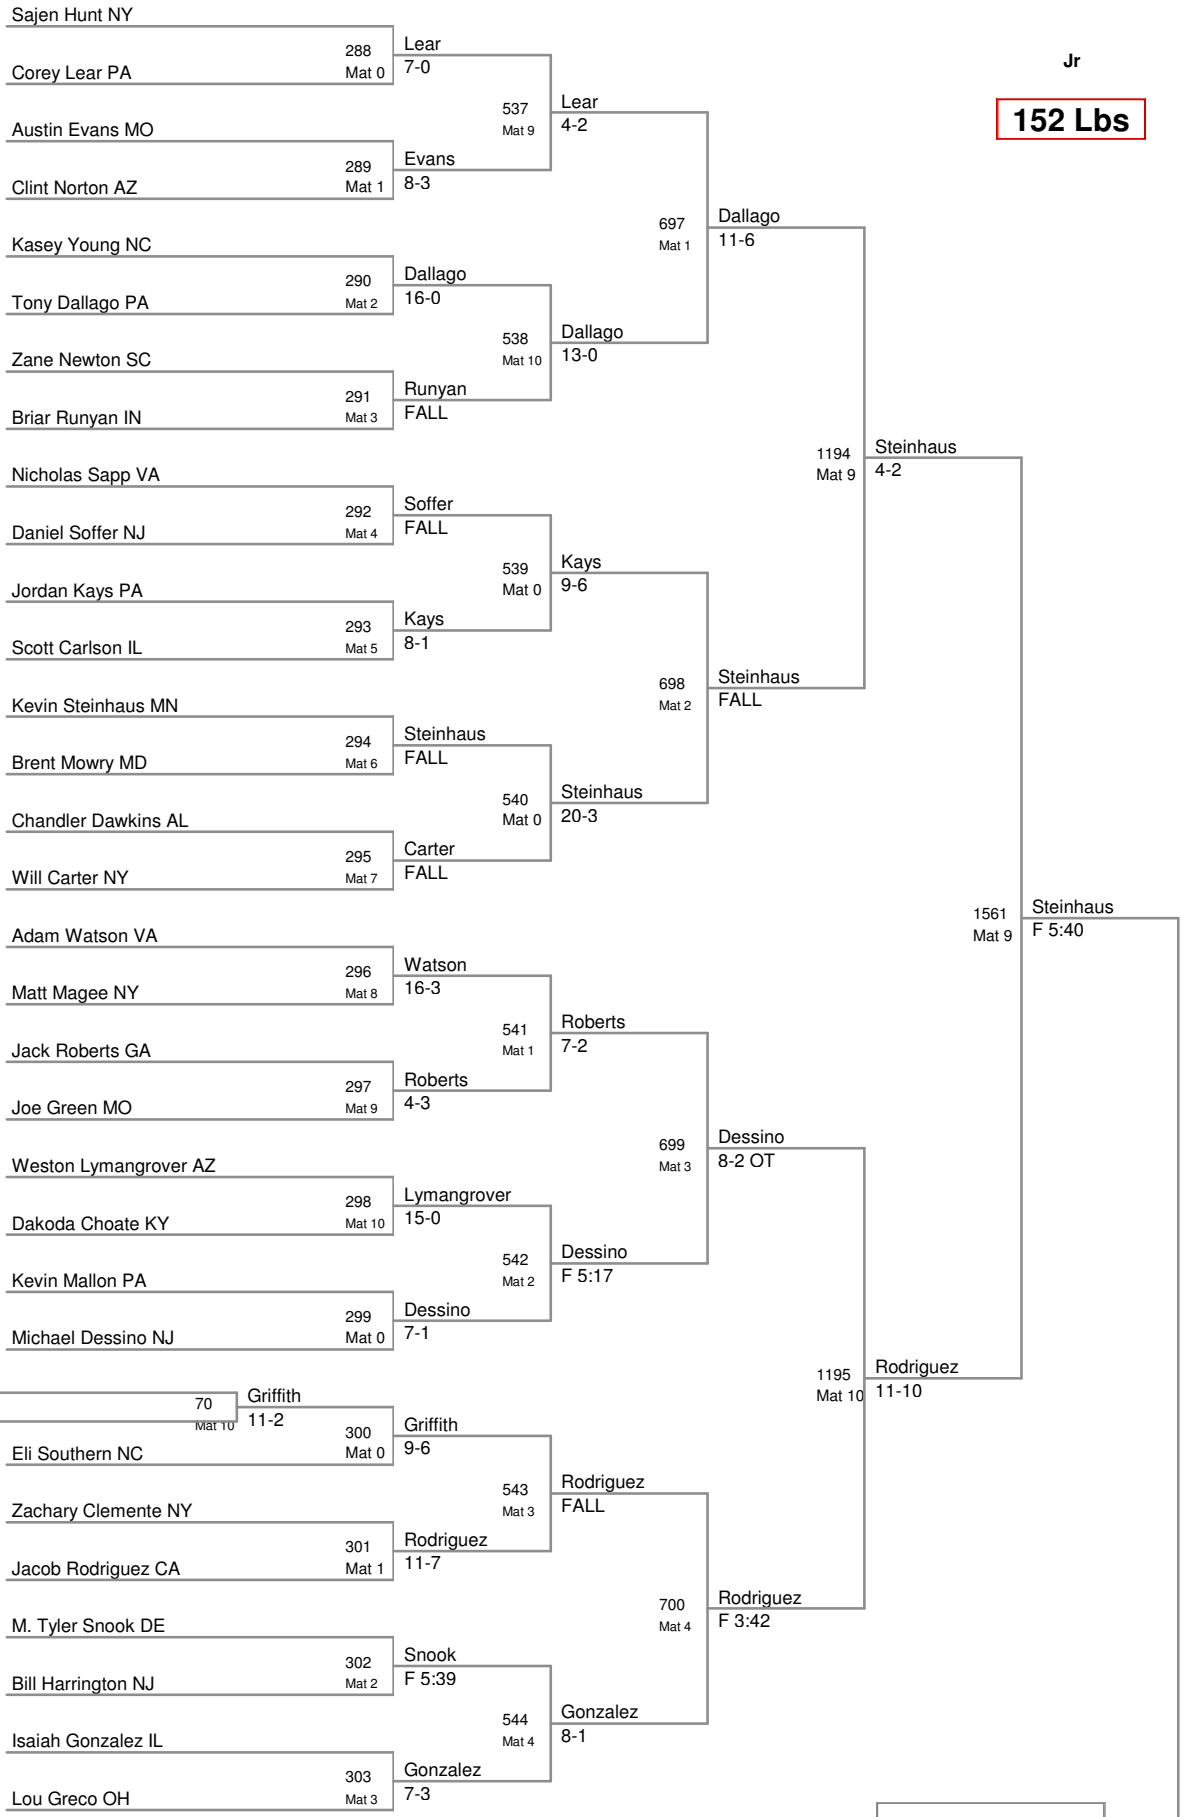 Sajen Hunt NY
288
Mat 0
Lear
7-0
Corey Lear PA
Jr
152 Lbs
537
Mat 9
Lear
4-2
Austin Evans MO
289
Mat 1
Evans
8-3
Clint Norton AZ
697
Mat 1
Dallago
11-6
Kasey Young NC
290
Mat 2
Dallago
16-0
Tony Dallago PA
538
Mat 10
Dallago
13-0
Zane Newton SC
291
Mat 3
Runyan
FALL
Briar Runyan IN
1194
Mat 9
Steinhaus
4-2
Nicholas Sapp VA
292
Mat 4
Soffer
FALL
Daniel Soffer NJ
539
Mat 0
Kays
9-6
Jordan Kays PA
293
Mat 5
Kays
8-1
Scott Carlson IL
698
Mat 2
Steinhaus
FALL
Kevin Steinhaus MN
294
Mat 6
Steinhaus
FALL
Brent Mowry MD
540
Mat 0
Steinhaus
20-3
Chandler Dawkins AL
295
Mat 7
Carter
FALL
Will Carter NY
1561
Mat 9
Steinhaus
F 5:40
Adam Watson VA
296
Mat 8
Watson
16-3
Matt Magee NY
541
Mat 1
Roberts
7-2
Jack Roberts GA
297
Mat 9
Roberts
4-3
Joe Green MO
699
Mat 3
Dessino
8-2 OT
Weston Lymangrover AZ
298
Mat 10
Lymangrover
15-0
Dakoda Choate KY
542
Mat 2
Dessino
F 5:17
Kevin Mallon PA
299
Mat 0
Dessino
7-1
Michael Dessino NJ
1195
Mat 10
Rodriguez
11-10
70
Mat 10
Griffith
11-2
300
Mat 0
Griffith
9-6
Eli Southern NC
543
Mat 3
Rodriguez
FALL
Zachary Clemente NY
301
Mat 1
Rodriguez
11-7
Jacob Rodriguez CA
700
Mat 4
Rodriguez
F 3:42
M. Tyler Snook DE
302
Mat 2
Snook
F 5:39
Bill Harrington NJ
544
Mat 4
Gonzalez
8-1
Isaiah Gonzalez IL
303
Mat 3
Gonzalez
7-3
Lou Greco OH